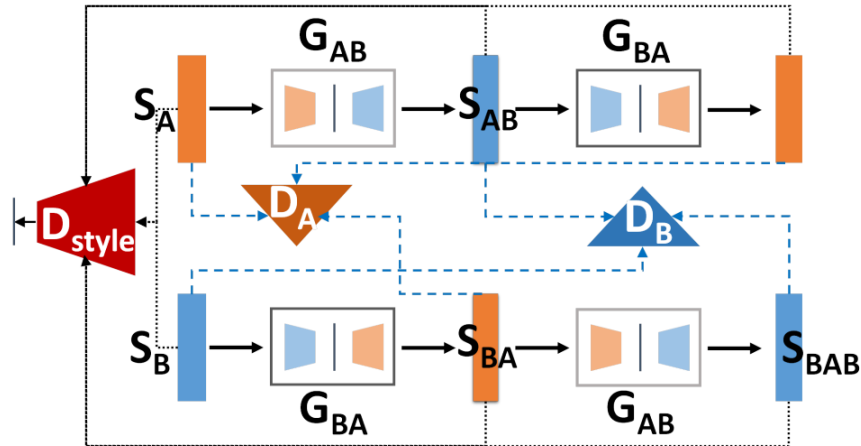 G_AB
G_BA
S_A
S_AB
D_A
D_B
D_style
S_B
S_BA
S_BAB
G_BA
G_AB